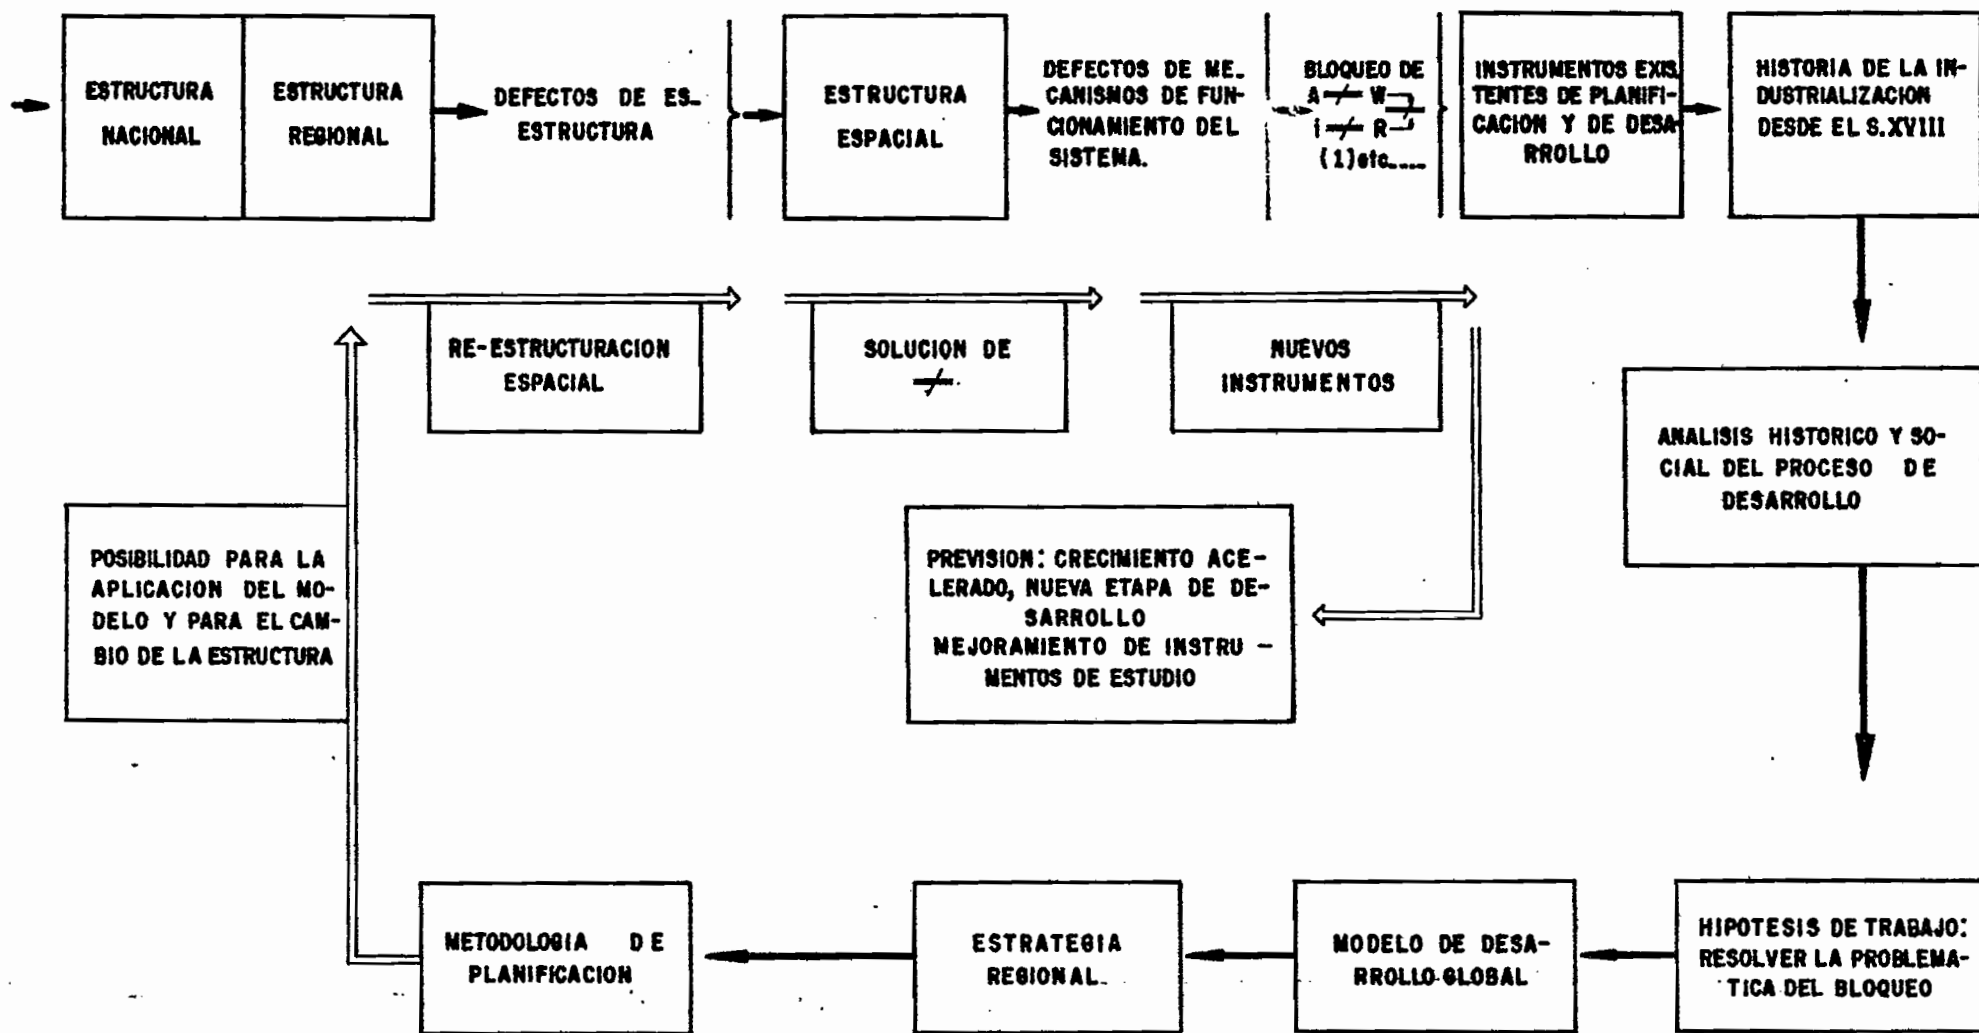 ESTRUCTURA
NACIONAL
ESTRUCTURA
REGIONAL
DEFECTOS DE ES-
ESTRUCTURA
ESTRUCTURA
ESPACIAL
DEFECTOS DE ME-
CANISMOS DE FUN-
CIONAMIENTO DEL
SISTEMA.
BLOQUEO DE
A ≠ W
i ≠ R
(1)etc....
INSTRUMENTOS EXIS
TENTES DE PLANIFI-
CACION Y DE DESA-
RROLLO
HISTORIA DE LA IN-
DUSTRIALIZACION
DESDE EL S.XVIII
RE-ESTRUCTURACION
ESPACIAL
SOLUCION DE
≠
NUEVOS
INSTRUMENTOS
ANALISIS HISTORICO Y SO-
CIAL DEL PROCESO DE
DESARROLLO
POSIBILIDAD PARA LA
APLICACION DEL MO-
DELO Y PARA EL CAM-
BIO DE LA ESTRUCTURA
PREVISION: CRECIMIENTO ACE-
LERADO, NUEVA ETAPA DE DE-
SARROLLO
MEJORAMIENTO DE INSTRU-
MENTOS DE ESTUDIO
METODOLOGIA DE
PLANIFICACION
ESTRATEGIA
REGIONAL.
MODELO DE DESA-
RROLLO GLOBAL
HIPOTESIS DE TRABAJO:
RESOLVER LA PROBLEMA-
TICA DEL BLOQUEO